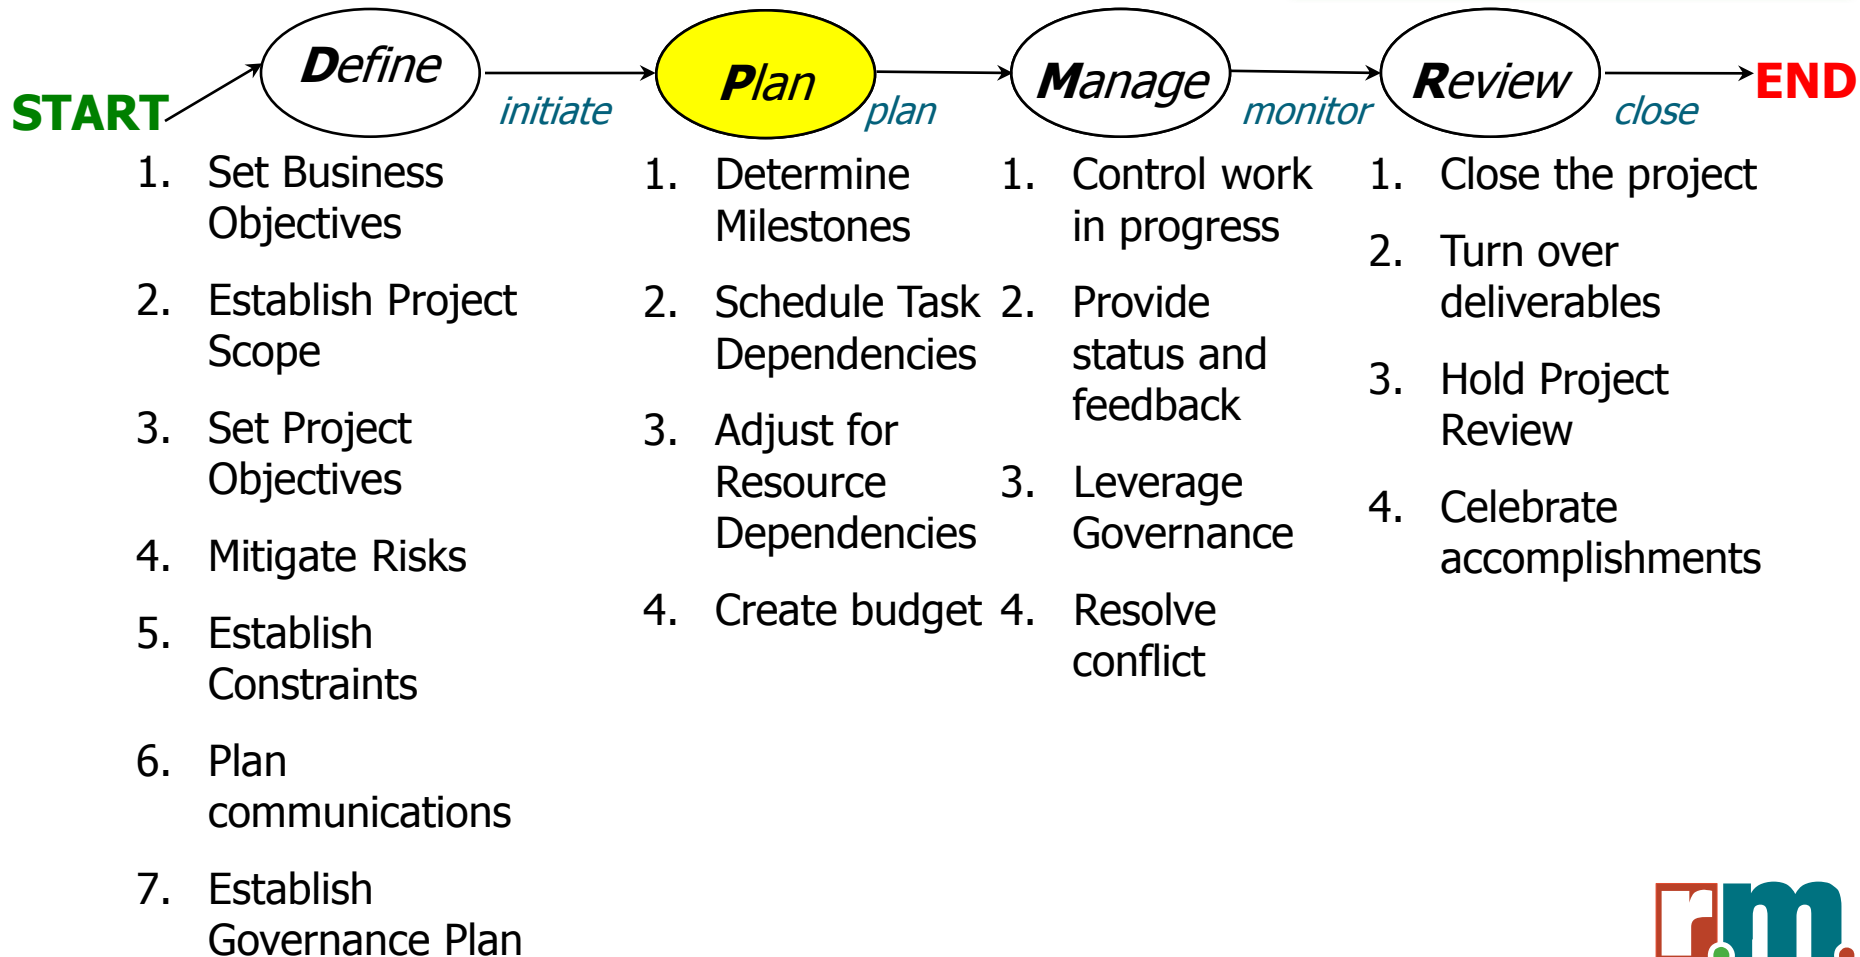 START
Define
initiate
Plan
plan
Manage
monitor
Review
close
END
1. Set Business
Objectives
2. Establish Project
Scope
3. Set Project
Objectives
4. Mitigate Risks
5. Establish
Constraints
6. Plan
communications
7. Establish
Governance Plan
1. Determine
Milestones
2. Schedule Task
Dependencies
3. Adjust for
Resource
Dependencies
4. Create budget
1. Control work
in progress
2. Provide
status and
feedback
3. Leverage
Governance
4. Resolve
conflict
1. Close the project
2. Turn over
deliverables
3. Hold Project
Review
4. Celebrate
accomplishments
r.m.